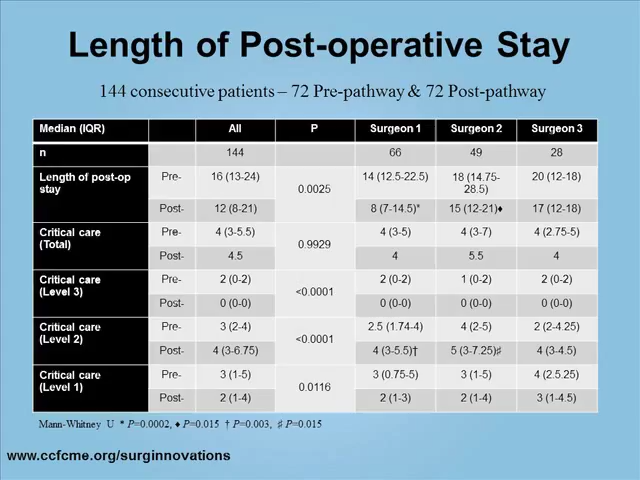 Length of Post-operative Stay
144 consecutive patients – 72 Pre-pathway & 72 Post-pathway
Median (IQR) All P Surgeon 1 Surgeon 2 Surgeon 3
n 144 66 49 28
Length of post-op stay Pre- 16 (13-24) 0.0025 14 (12.5-22.5) 18 (14.75-28.5) 20 (12-18)
Post- 12 (8-21) 8 (7-14.5)* 15 (12-21)♦ 17 (12-18)
Critical care (Total) Pre- 4 (3-5.5) 0.9929 4 (3-5) 4 (3-7) 4 (2.75-5)
Post- 4.5 4 5.5 4
Critical care (Level 3) Pre- 2 (0-2) <0.0001 2 (0-2) 1 (0-2) 2 (0-2)
Post- 0 (0-0) 0 (0-0) 0 (0-0) 0 (0-0)
Critical care (Level 2) Pre- 3 (2-4) <0.0001 2.5 (1.74-4) 4 (2-5) 2 (2-4.25)
Post- 4 (3-6.75) 4 (3-5.5)† 5 (3-7.25)♯ 4 (3-4.5)
Critical care (Level 1) Pre- 3 (1-5) 0.0116 3 (0.75-5) 3 (1-5) 4 (2.5.25)
Post- 2 (1-4) 2 (1-3) 2 (1-4) 3 (1-4.5)
Mann-Whitney U * P=0.0002, ♦ P=0.015 † P=0.003, ♯ P=0.015
www.ccfcme.org/surginnovations